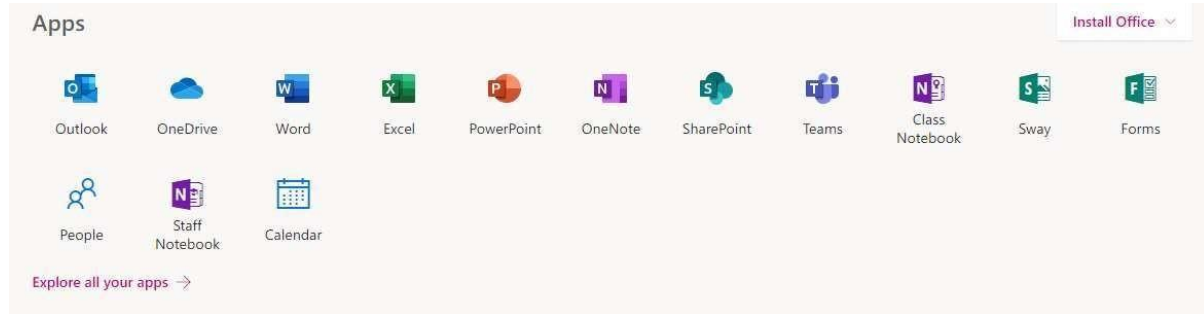 Apps
Install Office
Outlook
OneDrive
Word
Excel
PowerPoint
OneNote
SharePoint
Teams
Class
Notebook
Sway
Forms
People
Staff
Notebook
Calendar
Explore all your apps →